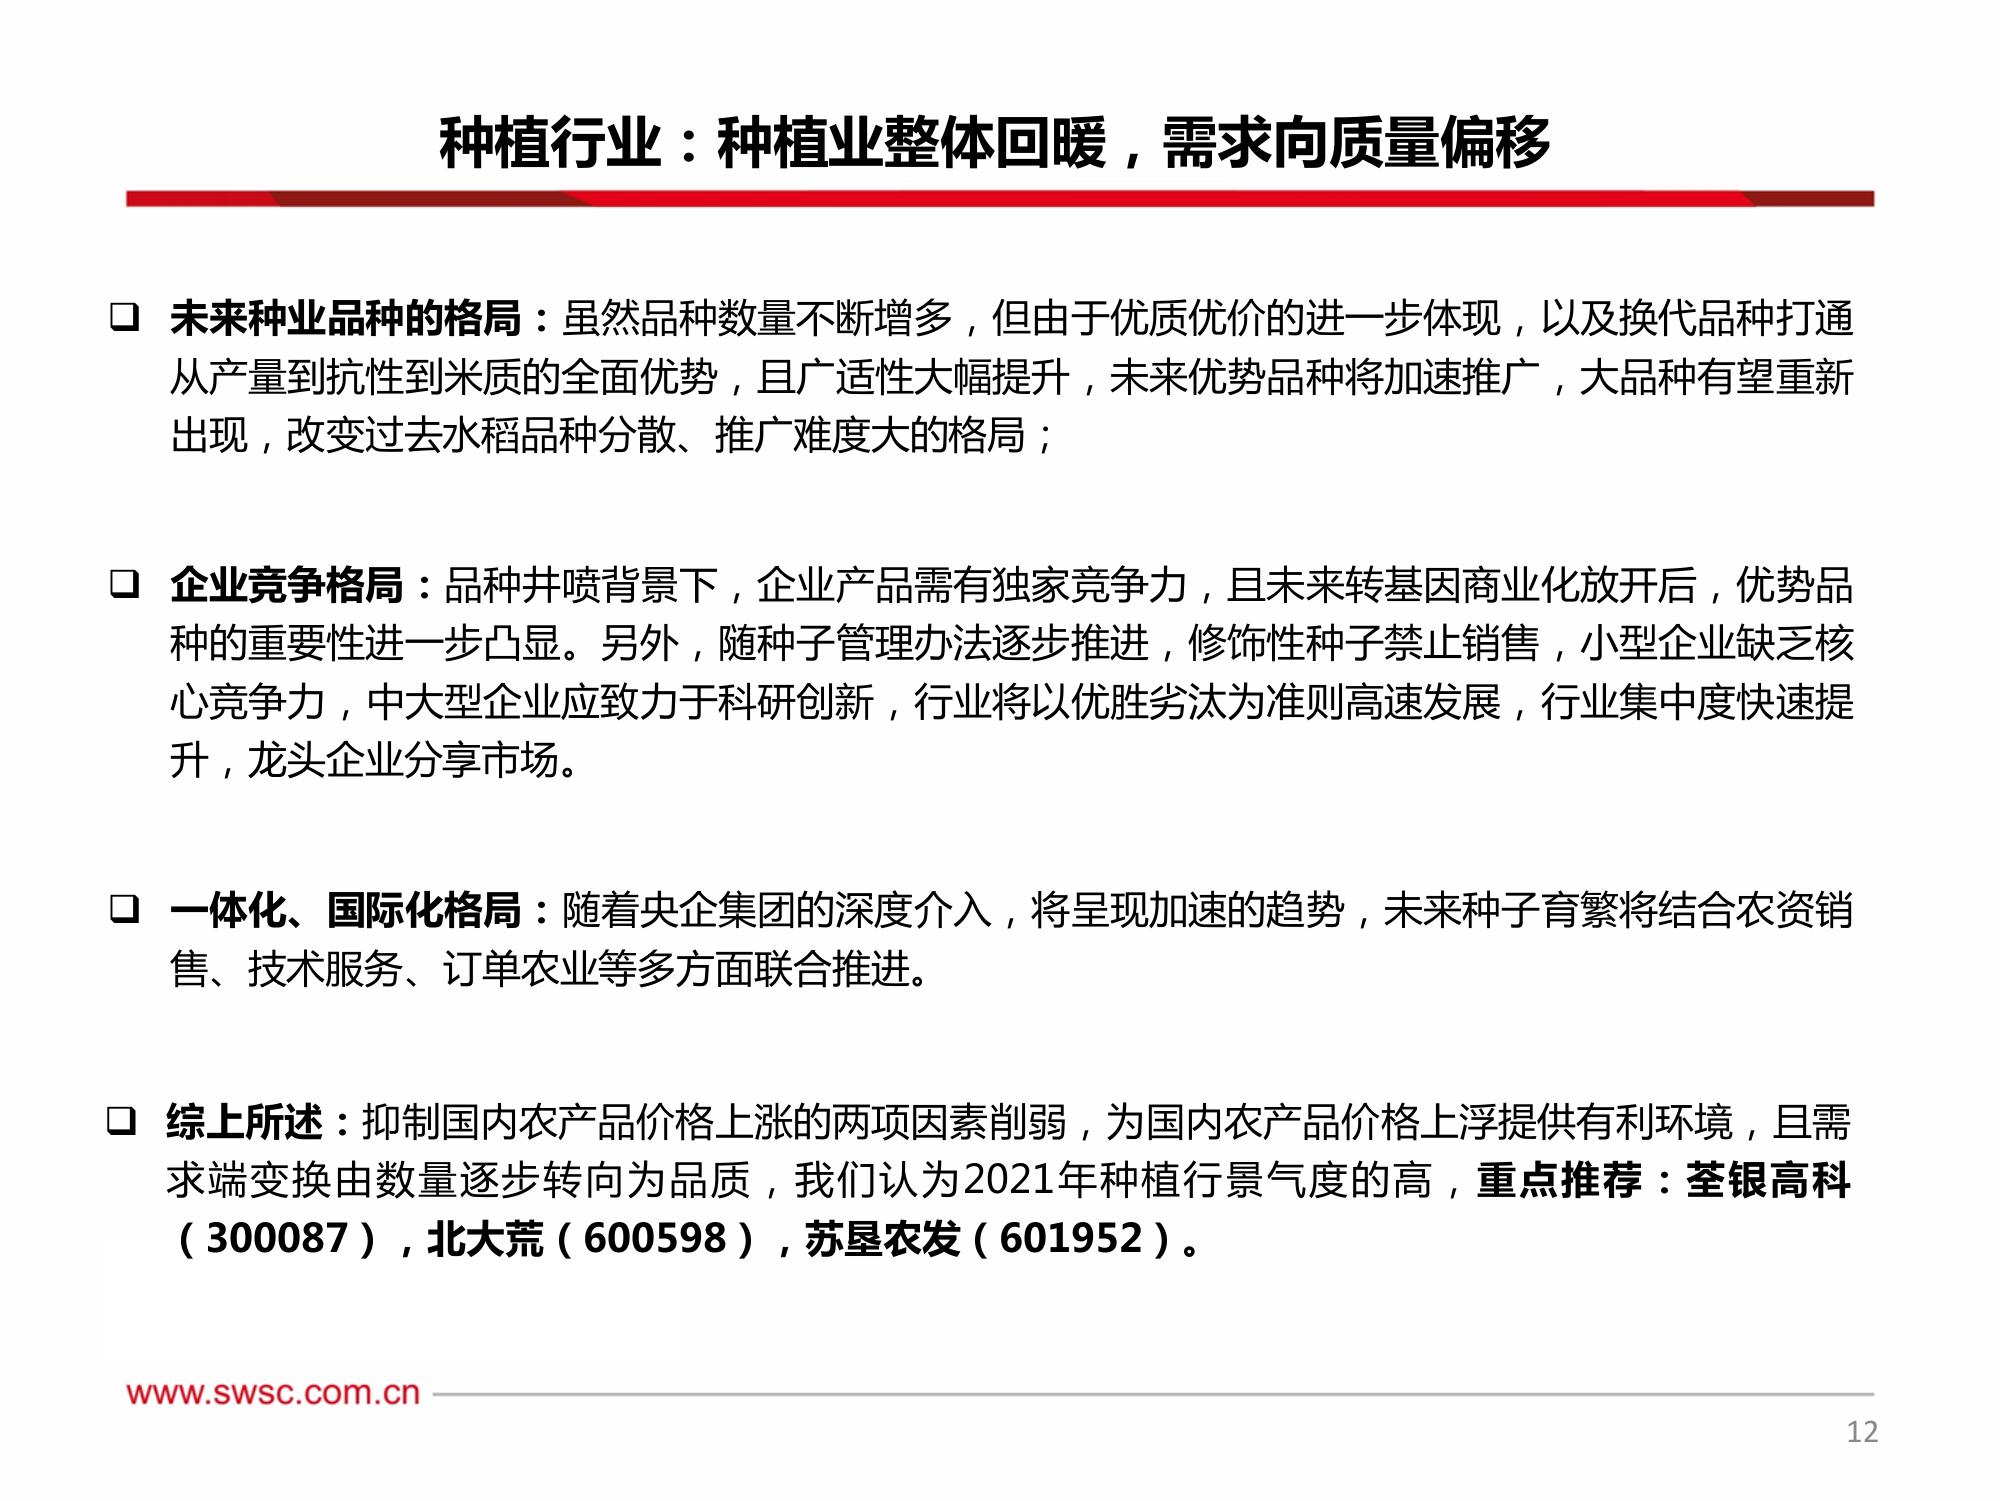 种植行业：种植业整体回暖，需求向质量偏移
❑ 未来种业品种的格局：虽然品种数量不断增多，但由于优质优价的进一步体现，以及换代品种打通
从产量到抗性到米质的全面优势，且广适性大幅提升，未来优势品种将加速推广，大品种有望重新
出现，改变过去水稻品种分散、推广难度大的格局；
❑ 企业竞争格局：品种井喷背景下，企业产品需有独家竞争力，且未来转基因商业化放开后，优势品
种的重要性进一步凸显。另外，随种子管理办法逐步推进，修饰性种子禁止销售，小型企业缺乏核
心竞争力，中大型企业应致力于科研创新，行业将以优胜劣汰为准则高速发展，行业集中度快速提
升，龙头企业分享市场。
❑ 一体化、国际化格局：随着央企集团的深度介入，将呈现加速的趋势，未来种子育繁将结合农资销
售、技术服务、订单农业等多方面联合推进。
❑ 综上所述：抑制国内农产品价格上涨的两项因素削弱，为国内农产品价格上浮提供有利环境，且需
求端变换由数量逐步转向为品质，我们认为2021年种植行景气度的高，重点推荐：荃银高科
（300087），北大荒（600598），苏垦农发（601952）。
www.swsc.com.cn
12